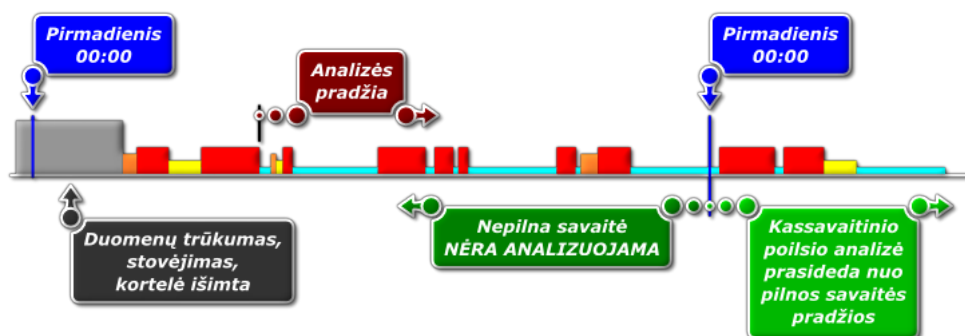 Pirmadienis
00:00
Analizės
pradžia
Pirmadienis
00:00
Duomenų trūkumas,
stovėjimas,
kortelė išimta
Nepilna savaitė
NĖRA ANALIZUOJAMA
Kassavaitinio
poilsio analizė
prasideda nuo
pilnos savaitės
pradžios